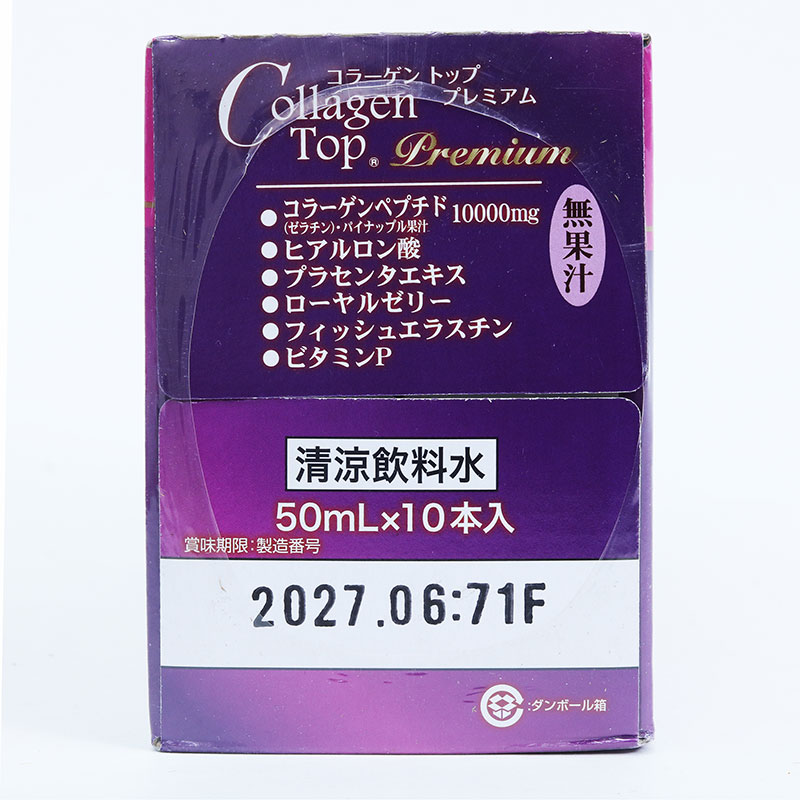 コラーゲン トップ
プレミアム
Collagen
Top® Premium
●コラーゲンペプチド 10000mg
(ゼラチン)・パイナップル果汁
●ヒアルロン酸
●プラセンタエキス
●ローヤルゼリー
●フィッシュエラスチン
●ビタミンP
無果汁
清涼飲料水
50mL×10本入
賞味期限:製造番号
2027.06:71F
:ダンボール箱